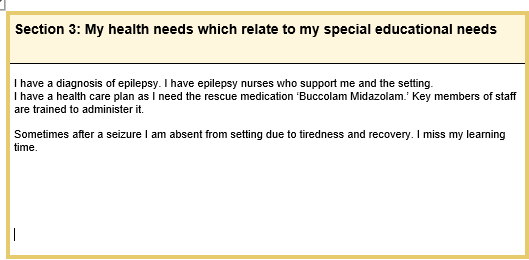 Section 3: My health needs which relate to my special educational needs
I have a diagnosis of epilepsy. I have epilepsy nurses who support me and the setting.
I have a health care plan as I need the rescue medication ‘Buccolam Midazolam.’ Key members of staff
are trained to administer it.
Sometimes after a seizure I am absent from setting due to tiredness and recovery. I miss my learning
time.